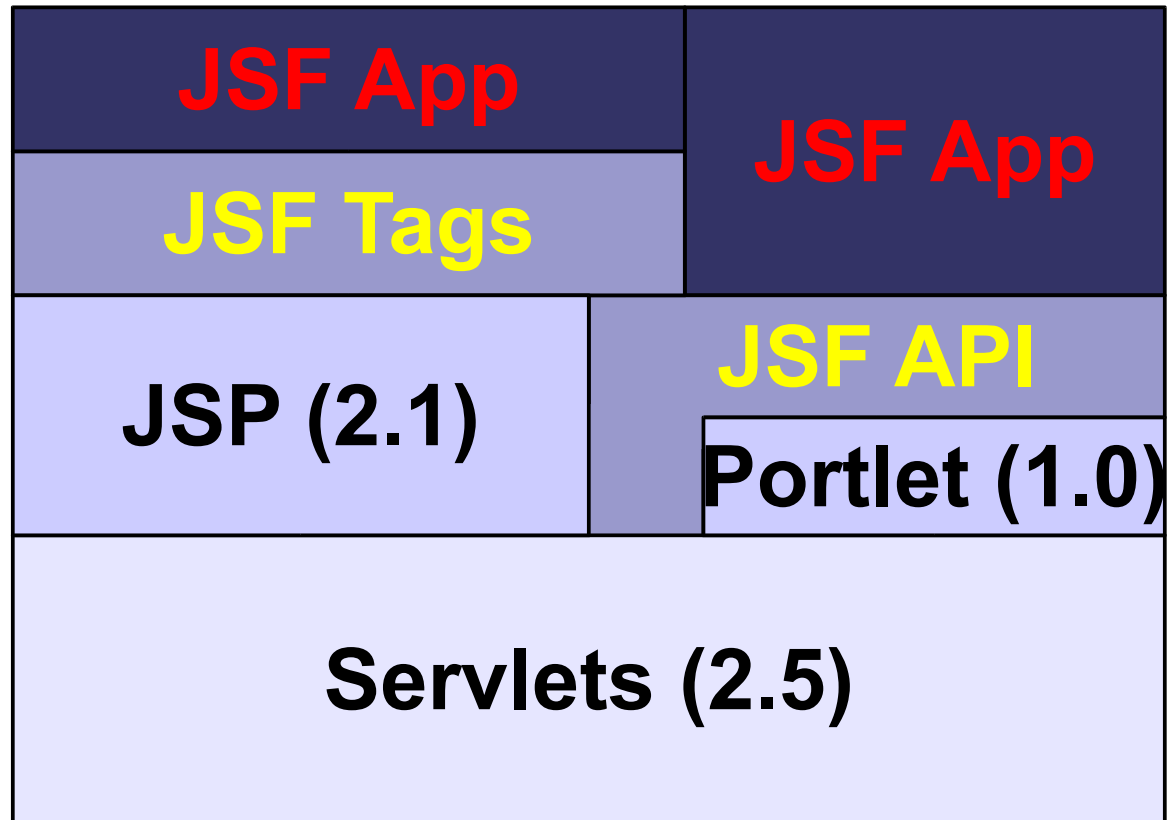 JSF App
JSF App
JSF Tags
JSF API
JSP (2.1)
Portlet (1.0)
Servlets (2.5)